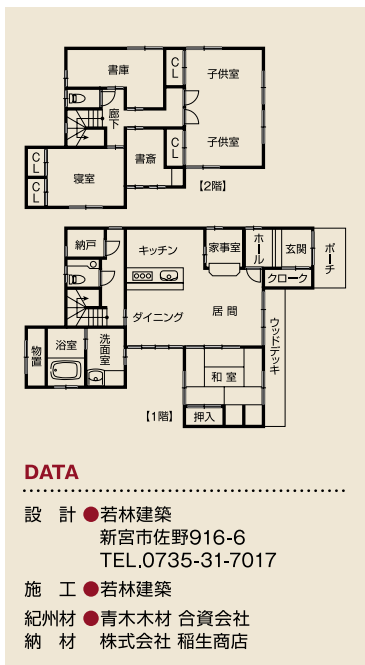 書庫
CL
子供室
廊下
子供室
CL
書斎
CL
CL
寝室
【2階】
納戸
キッチン
家事室
ホール
玄関
ポーチ
クローク
ダイニング
居間
ウッドデッキ
物置
浴室
洗面室
和室
押入
【1階】
DATA
設 計 ●若林建築
新宮市佐野916-6
TEL.0735-31-7017
施 工 ●若林建築
紀州材 ●青木木材 合資会社
納 材 株式会社 稲生商店